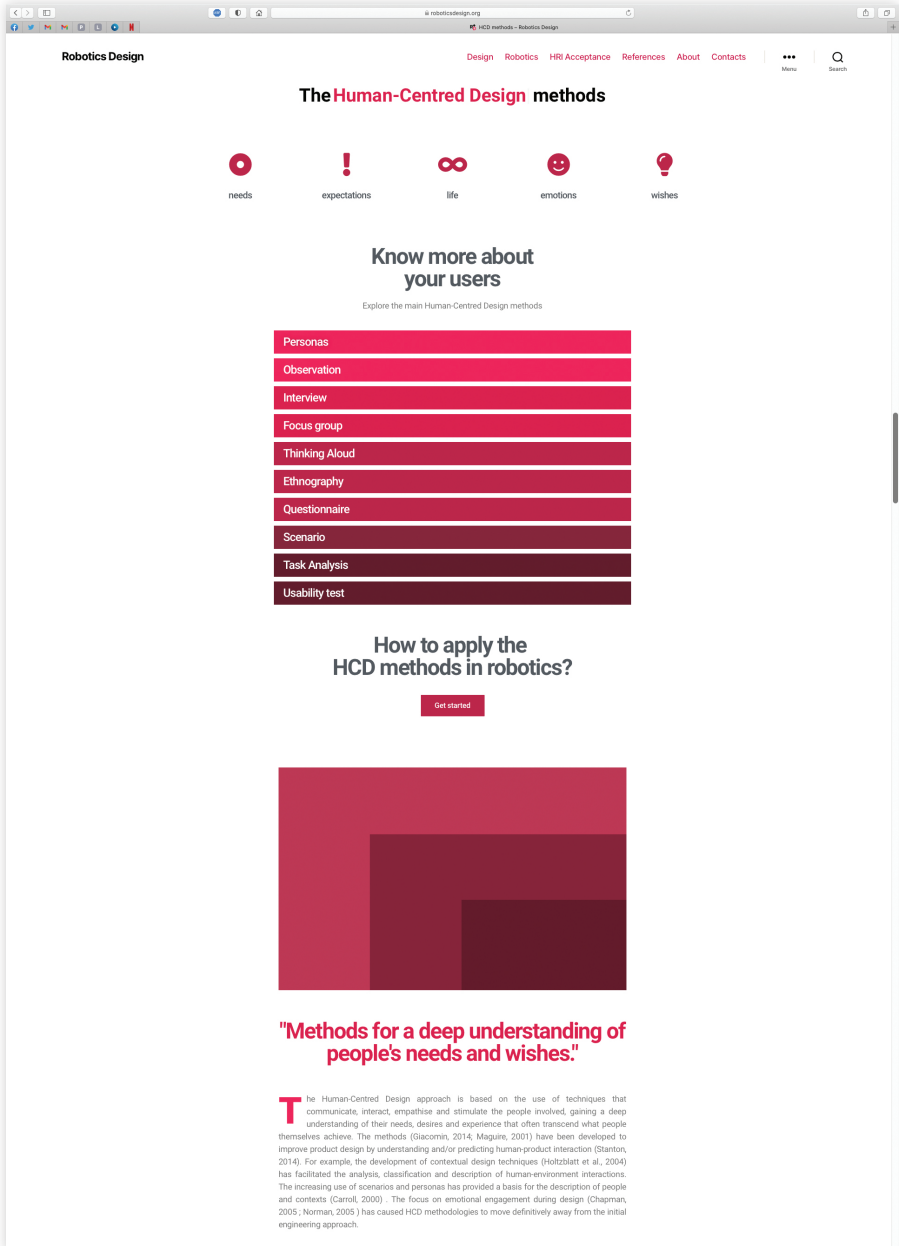 roboticsdesign.org
HCD methods – Robotics Design
Robotics Design
Design Robotics HRI Acceptance References About Contacts
Menu
Search
The Human-Centred Design methods
needs expectations life emotions wishes
Know more about
your users
Explore the main Human-Centred Design methods
Personas
Observation
Interview
Focus group
Thinking Aloud
Ethnography
Questionnaire
Scenario
Task Analysis
Usability test
How to apply the
HCD methods in robotics?
Get started
"Methods for a deep understanding of
people's needs and wishes."
The Human-Centred Design approach is based on the use of techniques that
communicate, interact, empathise and stimulate the people involved, gaining a deep
understanding of their needs, desires and experience that often transcend what people
themselves achieve. The methods (Giacomin, 2014; Maguire, 2001) have been developed to
improve product design by understanding and/or predicting human-product interaction (Stanton,
2014). For example, the development of contextual design techniques (Holtzblatt et al., 2004)
has facilitated the analysis, classification and description of human-environment interactions.
The increasing use of scenarios and personas has provided a basis for the description of people
and contexts (Carroll, 2000) . The focus on emotional engagement during design (Chapman,
2005 ; Norman, 2005 ) has caused HCD methodologies to move definitively away from the initial
engineering approach.